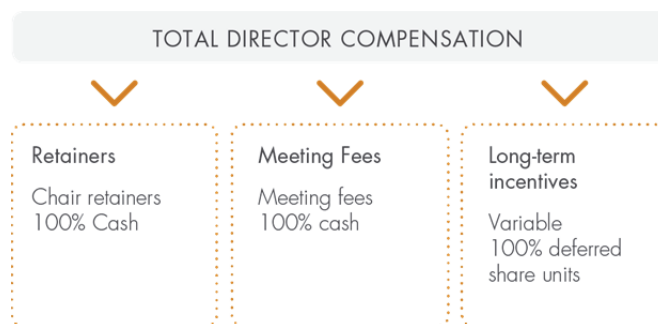 TOTAL DIRECTOR COMPENSATION
Retainers
Chair retainers
100% Cash
Meeting Fees
Meeting fees
100% cash
Long-term
incentives
Variable
100% deferred
share units